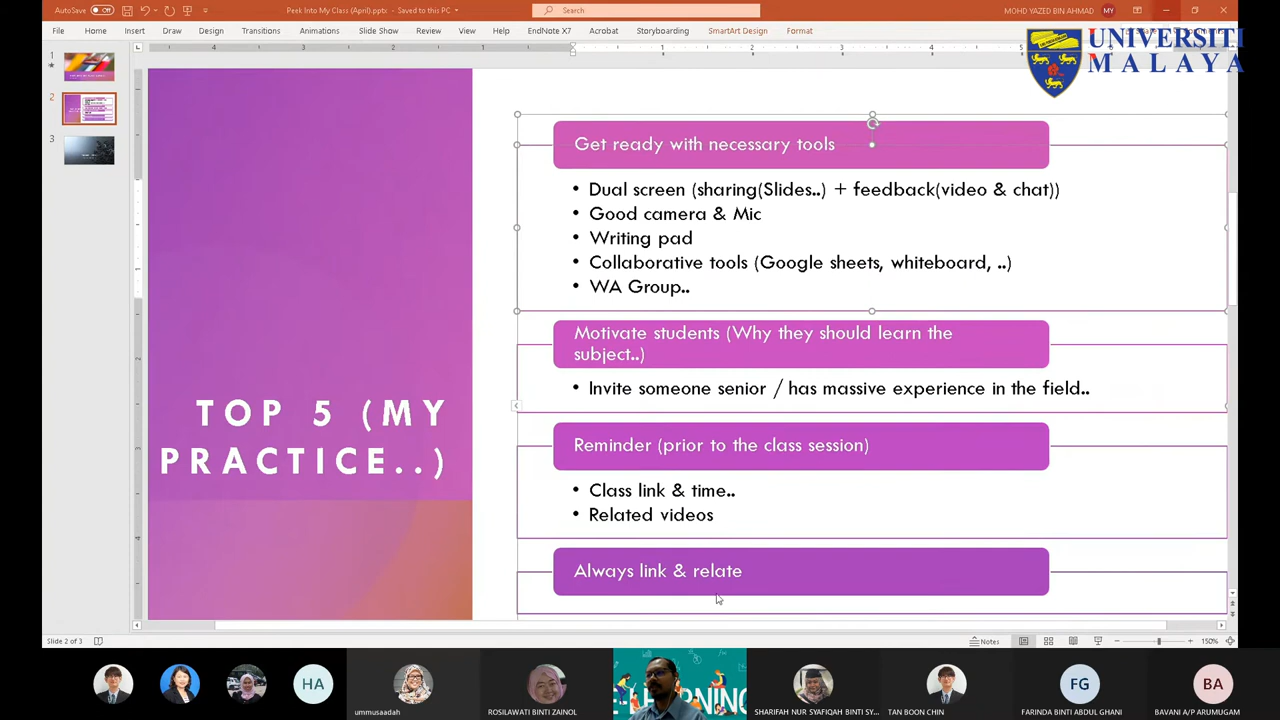 AutoSave Off
Peek Into My Class (April).pptx - Saved to this PC
Search
MOHD YAZED BIN AHMAD
MY
File Home Insert Draw Design Transitions Animations Slide Show Review View Help EndNote X7 Acrobat Storyboarding SmartArt Design Format
UNIVERSITI
MALAYA
1
2
3
TOP 5 (MY
PRACTICE..)
Get ready with necessary tools
• Dual screen (sharing(Slides..) + feedback(video & chat))
• Good camera & Mic
• Writing pad
• Collaborative tools (Google sheets, whiteboard, ..)
• WA Group..
Motivate students (Why they should learn the
subject..)
• Invite someone senior / has massive experience in the field..
Reminder (prior to the class session)
• Class link & time..
• Related videos
Always link & relate
Slide 2 of 3
Notes
150%
HA
FG
BA
ummusaadah
ROSILAWATI BINTI ZAINOL
SHARIFAH NUR SYAFIQAH BINTI SY...
TAN BOON CHIN
FARINDA BINTI ABDUL GHANI
BAVANI A/P ARUMUGAM